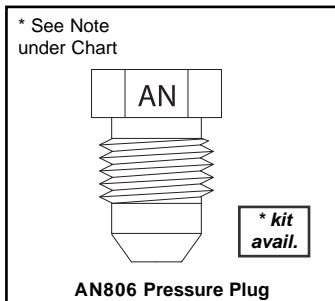 * See Note
under Chart
AN
* kit
avail.
AN806 Pressure Plug